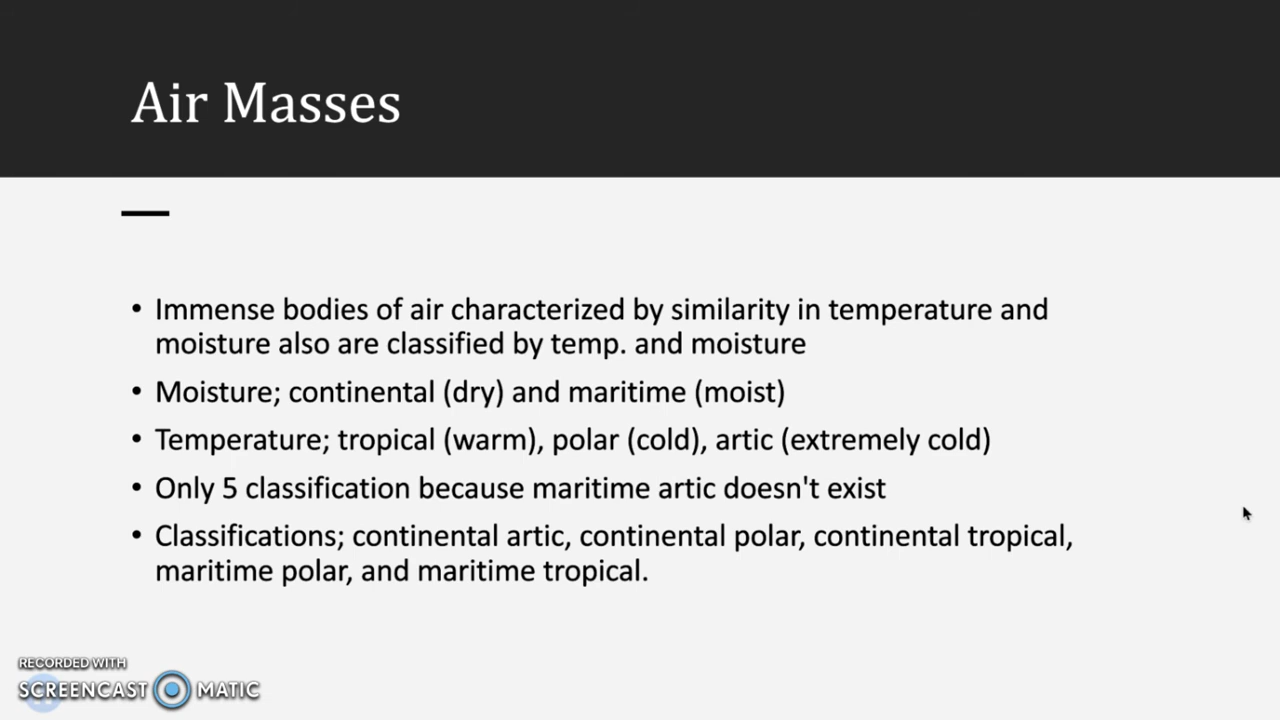 Air Masses
• Immense bodies of air characterized by similarity in temperature and
moisture also are classified by temp. and moisture
• Moisture; continental (dry) and maritime (moist)
• Temperature; tropical (warm), polar (cold), artic (extremely cold)
• Only 5 classification because maritime artic doesn't exist
• Classifications; continental artic, continental polar, continental tropical,
maritime polar, and maritime tropical.
RECORDED WITH
SCREENCAST MATIC